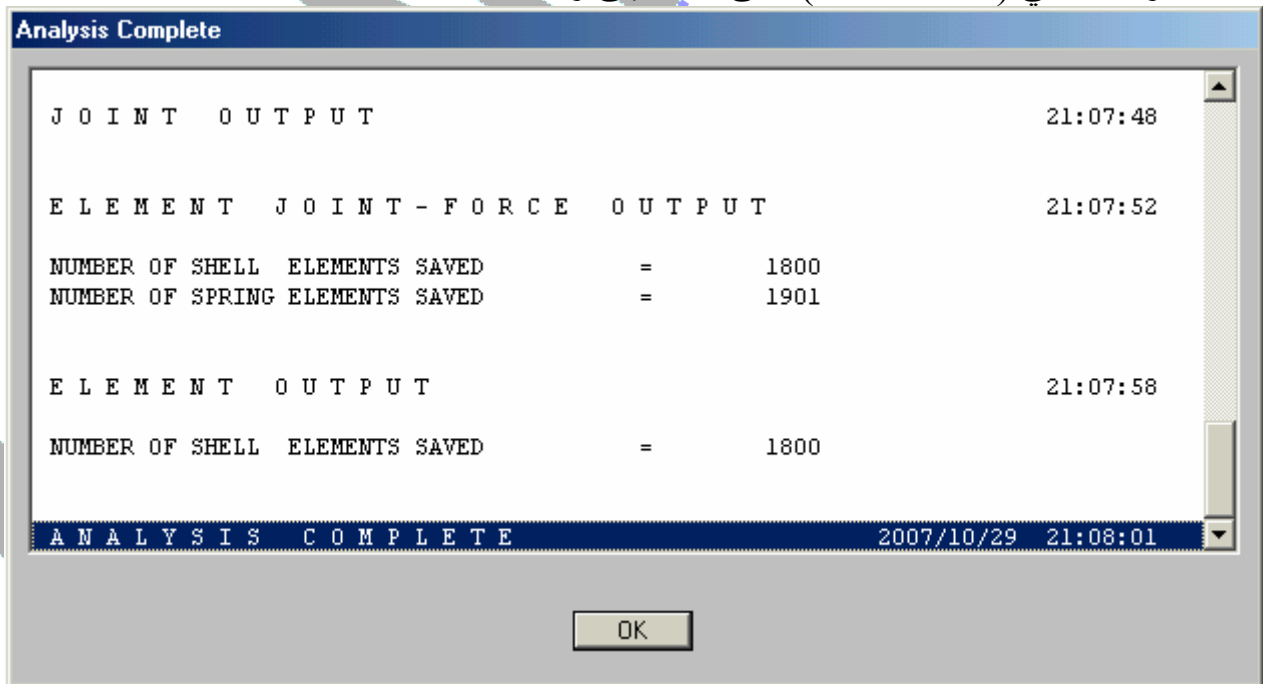 Analysis Complete
J O I N T   O U T P U T   21:07:48
E L E M E N T   J O I N T - F O R C E   O U T P U T   21:07:52
NUMBER OF SHELL  ELEMENTS SAVED   =   1800
NUMBER OF SPRING ELEMENTS SAVED   =   1901
E L E M E N T   O U T P U T   21:07:58
NUMBER OF SHELL  ELEMENTS SAVED   =   1800
A N A L Y S I S   C O M P L E T E   2007/10/29  21:08:01
OK